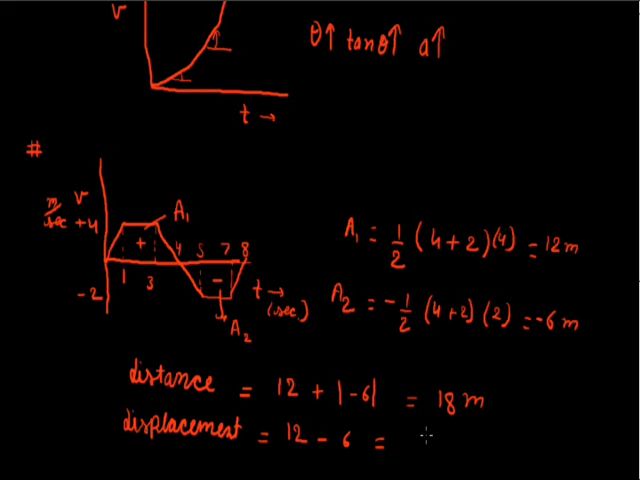 v
θ↑ tanθ↑ a↑
t →
#
m/sec v
+4
A₁
+
4 5 7 8
1 3
-
-2
t → (sec.)
A₂
A₁ = 1/2 (4+2)(4) = 12m
A₂ = -1/2 (4+2)(2) = -6 m
distance = 12 + |-6| = 18 m
displacement = 12 - 6 =